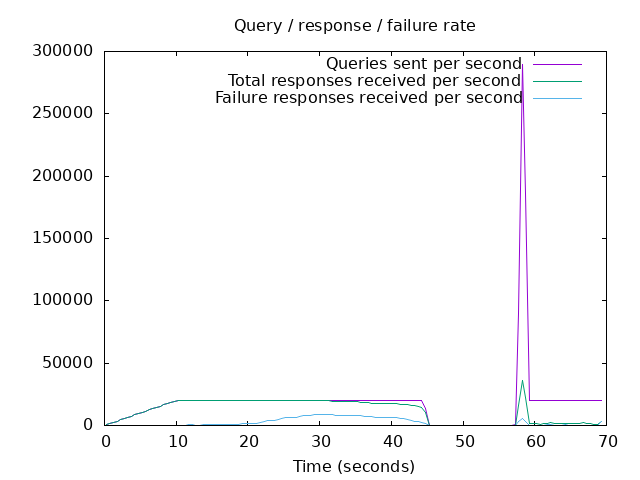 Query / response / failure rate
300000
250000
200000
150000
100000
50000
0
Queries sent per second
Total responses received per second
Failure responses received per second
0 10 20 30 40 50 60 70
Time (seconds)